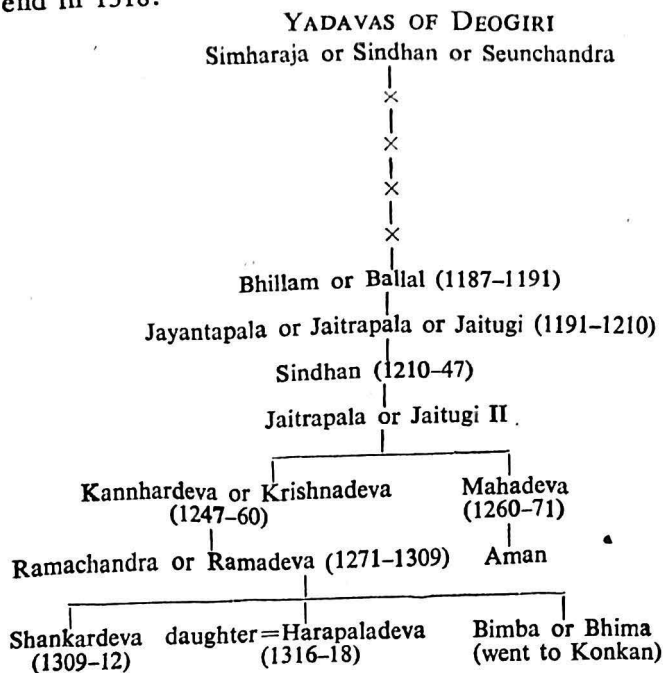 end in 1318.
YADAVAS OF DEOGIRI
Simharaja or Sindhan or Seunchandra
×
×
×
×
Bhillam or Ballal (1187–1191)
Jayantapala or Jaitrapala or Jaitugi (1191–1210)
Sindhan (1210–47)
Jaitrapala or Jaitugi II
Kannhardeva or Krishnadeva Mahadeva
(1247–60) (1260–71)
Ramachandra or Ramadeva (1271–1309) Aman
Shankardeva daughter=Harapaladeva Bimba or Bhima
(1309–12) (1316–18) (went to Konkan)